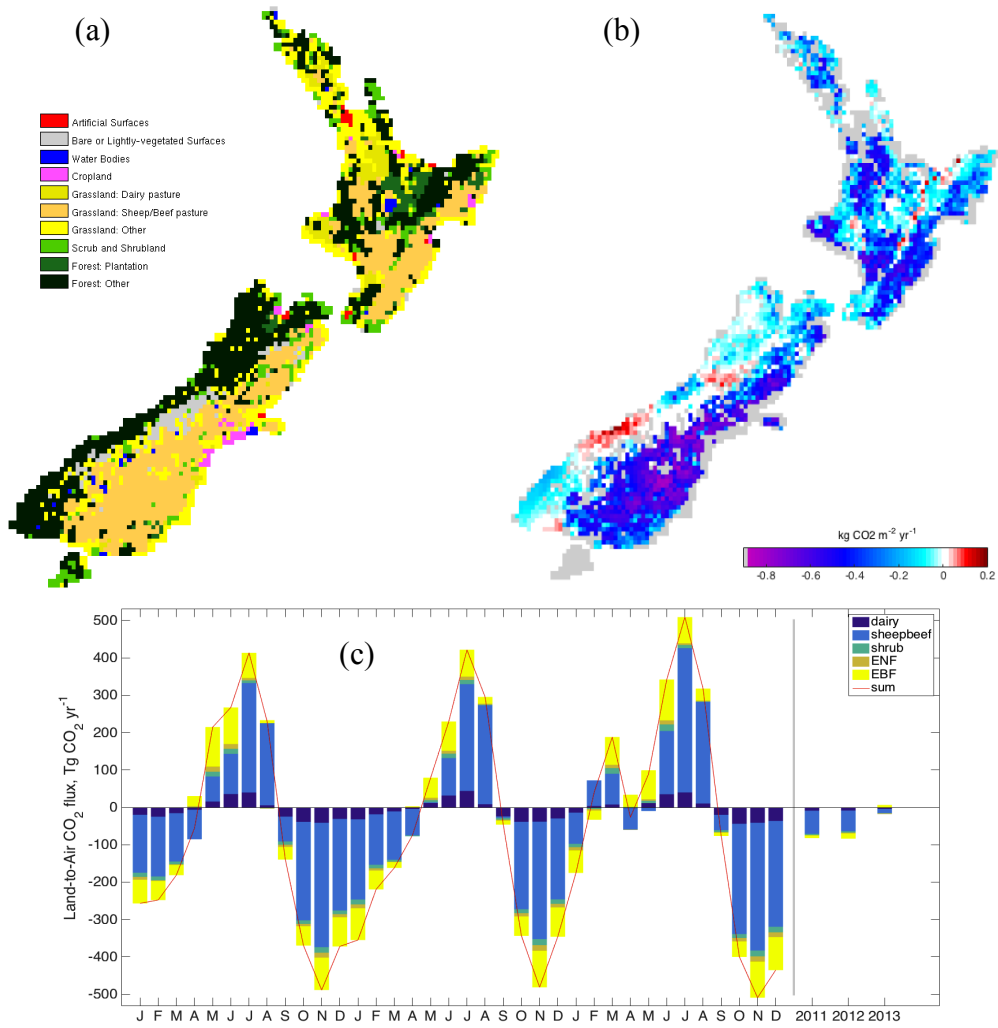 (a)
(b)
Artificial Surfaces
Bare or Lightly-vegetated Surfaces
Water Bodies
Cropland
Grassland: Dairy pasture
Grassland: Sheep/Beef pasture
Grassland: Other
Scrub and Shrubland
Forest: Plantation
Forest: Other
kg CO2 m⁻² yr⁻¹
-0.8 -0.6 -0.4 -0.2 0 0.2
(c)
Land-to-Air CO₂ flux, Tg CO₂ yr⁻¹
500
400
300
200
100
0
-100
-200
-300
-400
-500
dairy
sheepbeef
shrub
ENF
EBF
sum
J F M A M J J A S O N D J F M A M J J A S O N D J F M A M J J A S O N D 2011 2012 2013